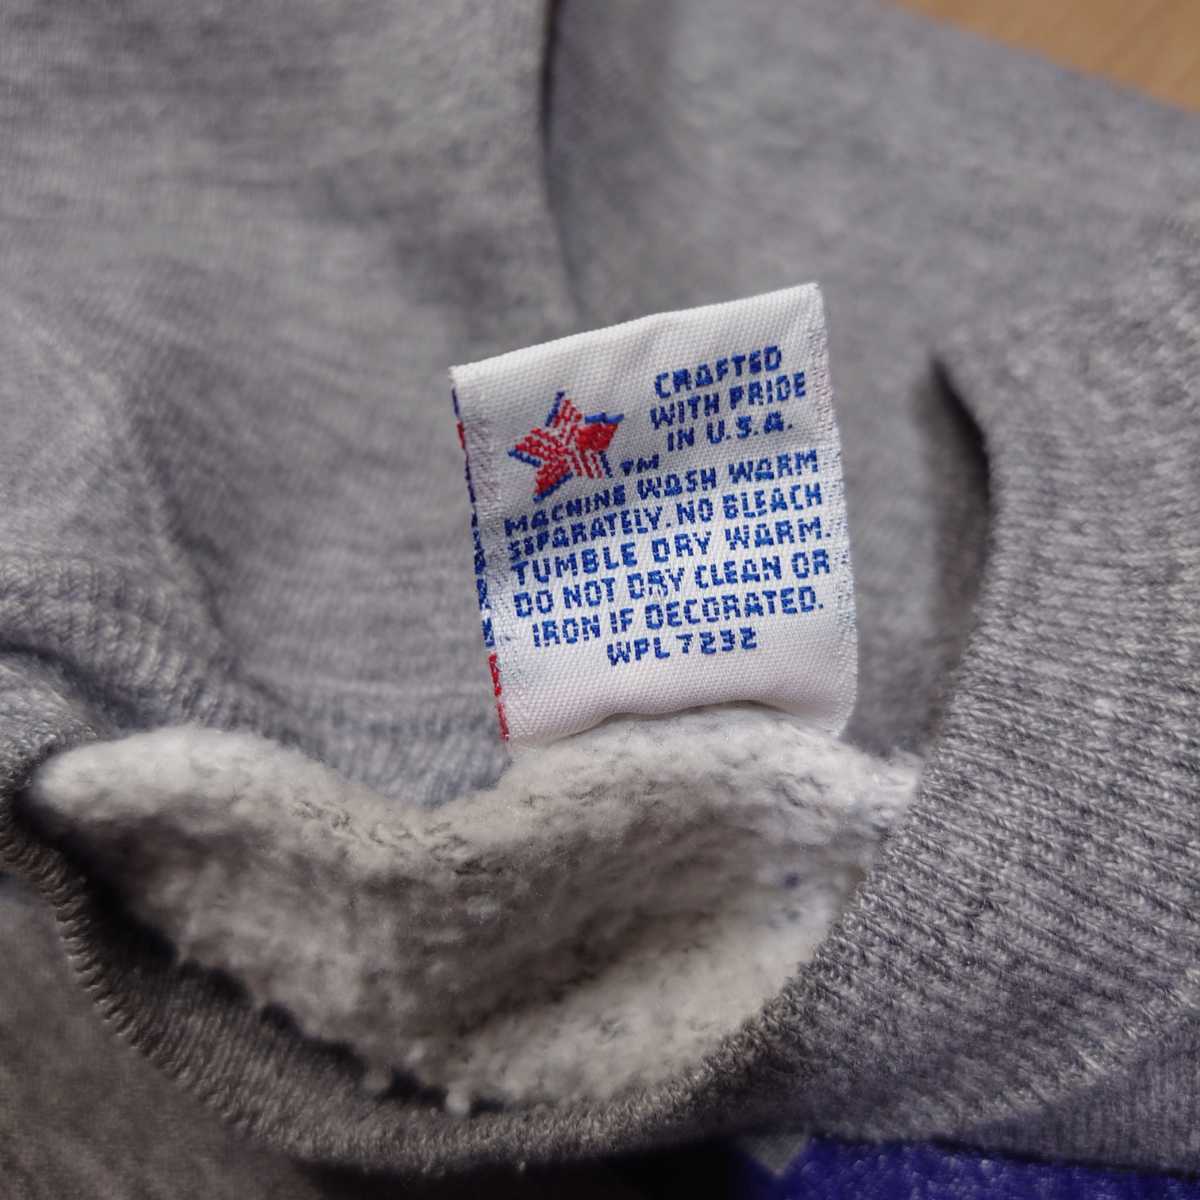 CRAFTED
WITH PRIDE
IN U.S.A.
TM
MACHINE WASH WARM
SEPARATELY. NO BLEACH
TUMBLE DRY WARM.
DO NOT DRY CLEAN OR
IRON IF DECORATED.
WPL 7232